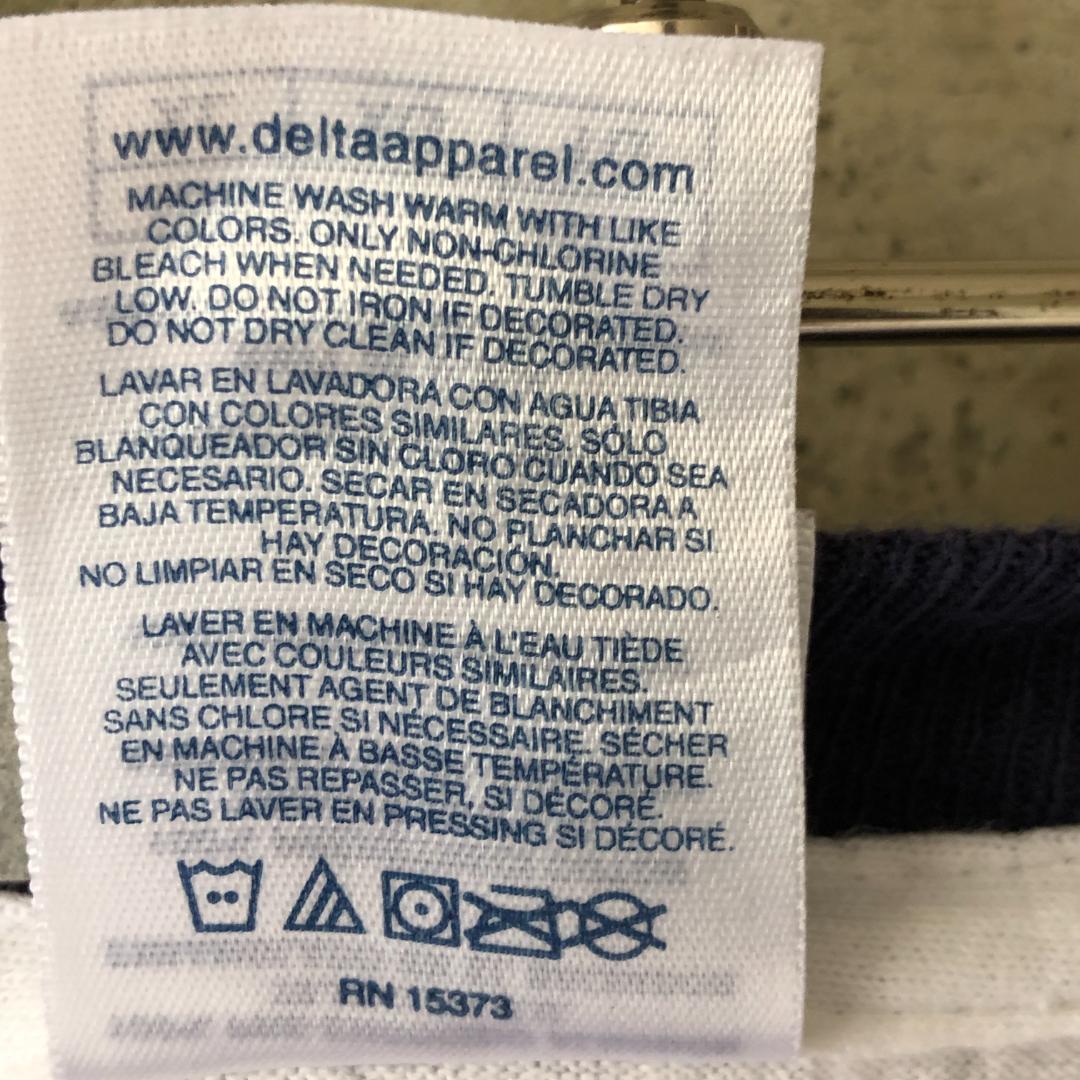 www.deltaapparel.com
MACHINE WASH WARM WITH LIKE
COLORS. ONLY NON-CHLORINE
BLEACH WHEN NEEDED. TUMBLE DRY
LOW. DO NOT IRON IF DECORATED.
DO NOT DRY CLEAN IF DECORATED.
LAVAR EN LAVADORA CON AGUA TIBIA
CON COLORES SIMILARES. SÓLO
BLANQUEADOR SIN CLORO CUANDO SEA
NECESARIO. SECAR EN SECADORA A
BAJA TEMPERATURA. NO PLANCHAR SI
HAY DECORACIÓN.
NO LIMPIAR EN SECO SI HAY DECORADO.
LAVER EN MACHINE À L'EAU TIÈDE
AVEC COULEURS SIMILAIRES.
SEULEMENT AGENT DE BLANCHIMENT
SANS CHLORE SI NÉCESSAIRE. SÉCHER
EN MACHINE À BASSE TEMPÉRATURE.
NE PAS REPASSER, SI DÉCORÉ.
NE PAS LAVER EN PRESSING SI DÉCORÉ.
RN 15373